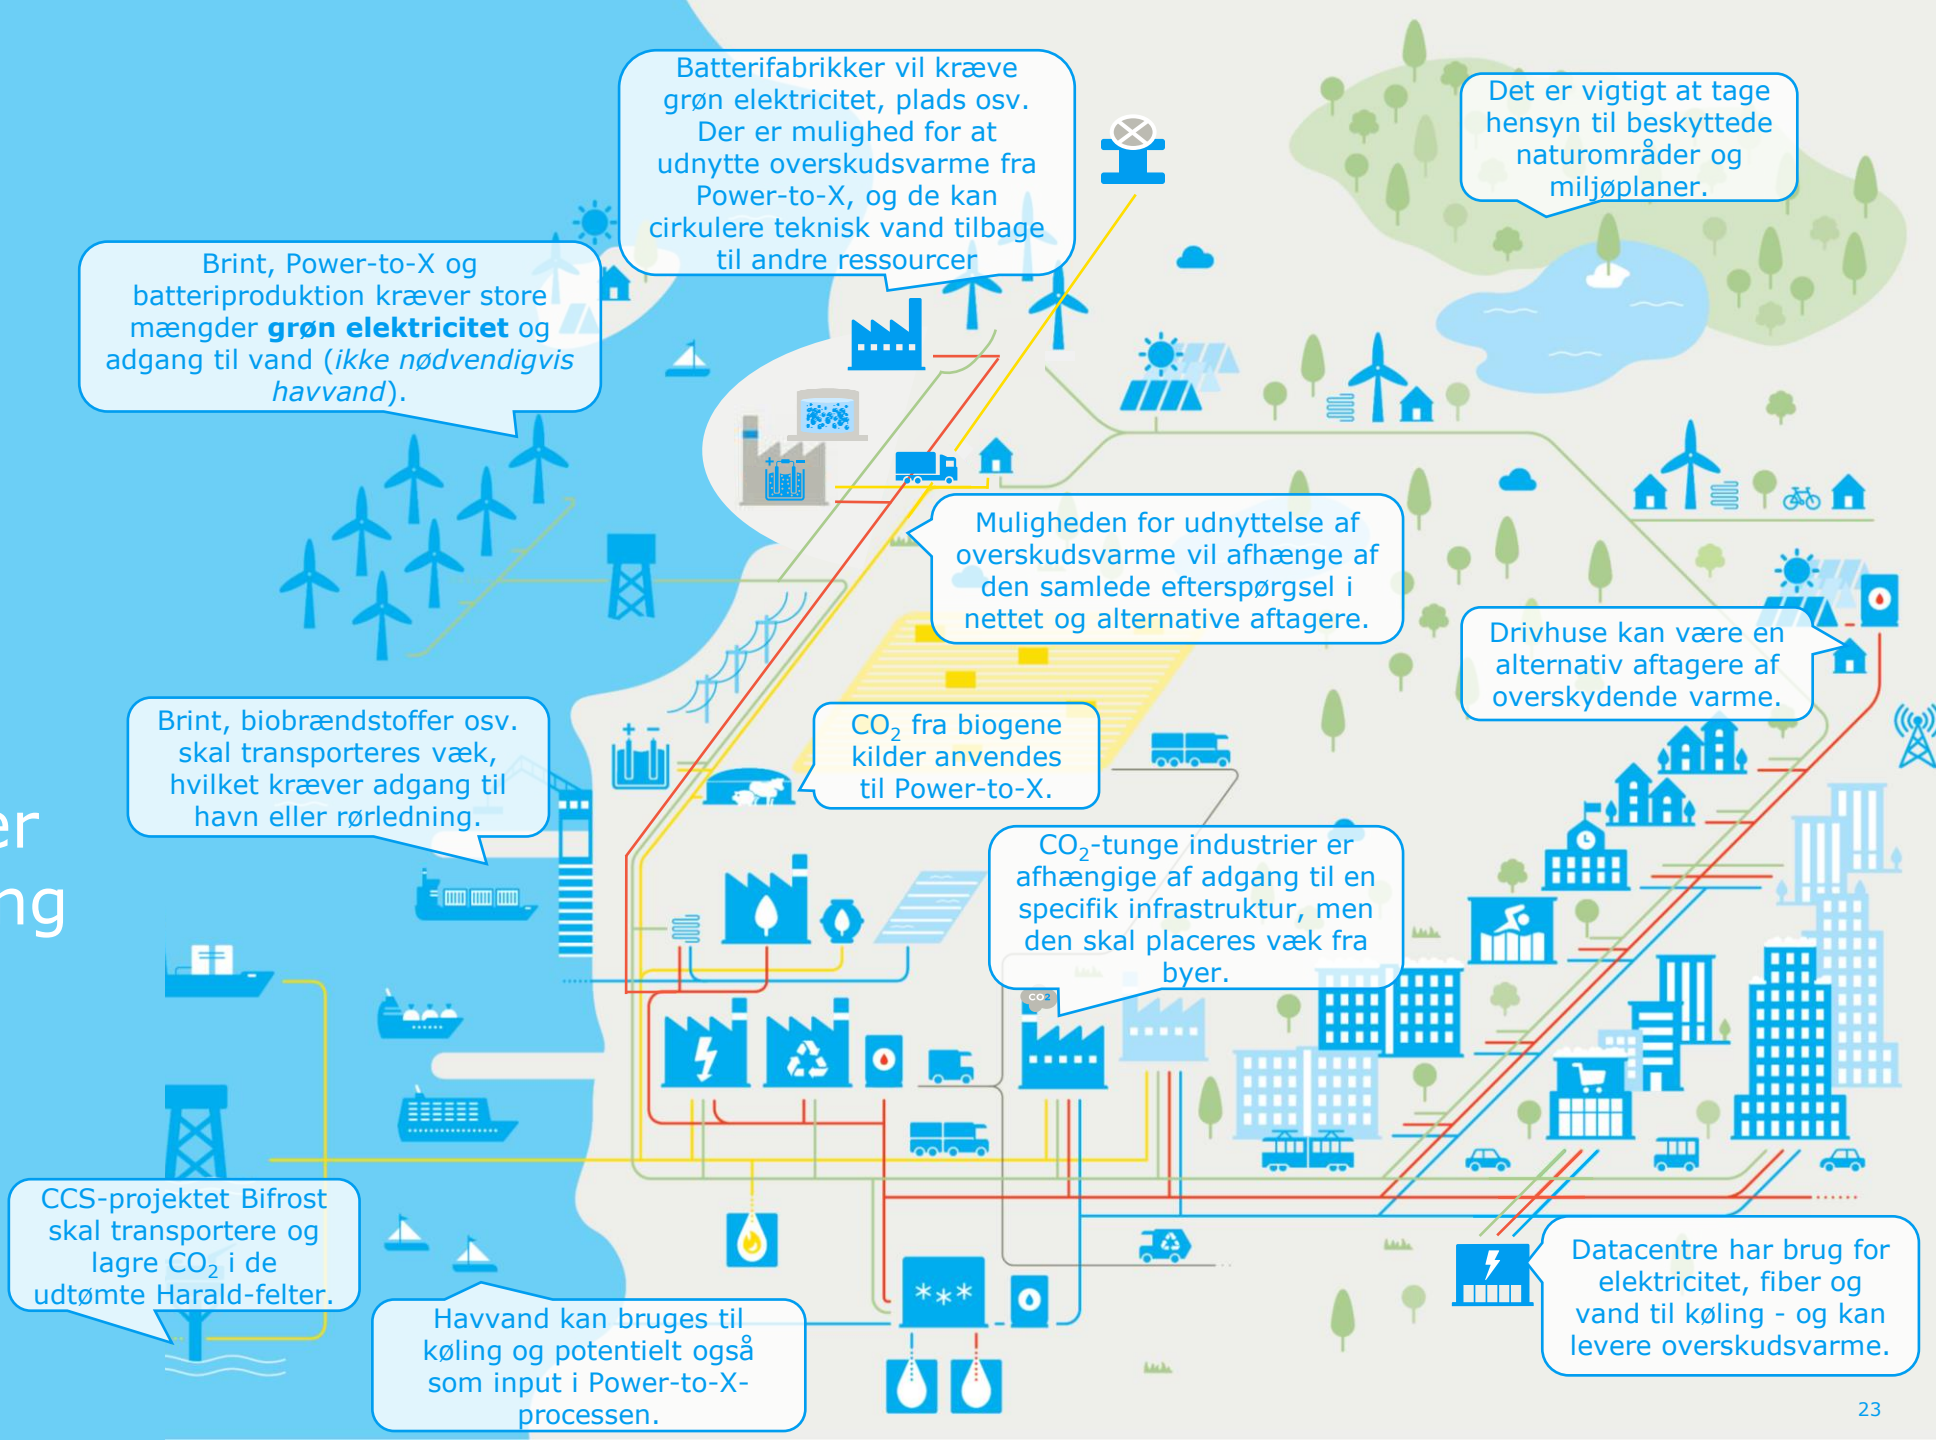 Batterifabrikker vil kræve
grøn elektricitet, plads osv.
Der er mulighed for at
udnytte overskudsvarme fra
Power-to-X, og de kan
cirkulere teknisk vand tilbage
til andre ressourcer
Det er vigtigt at tage
hensyn til beskyttede
naturområder og
miljøplaner.
Brint, Power-to-X og
batteriproduktion kræver store
mængder grøn elektricitet og
adgang til vand (ikke nødvendigvis
havvand).
Muligheden for udnyttelse af
overskudsvarme vil afhænge af
den samlede efterspørgsel i
nettet og alternative aftagere.
Drivhuse kan være en
alternativ aftagere af
overskydende varme.
Brint, biobrændstoffer osv.
skal transporteres væk,
hvilket kræver adgang til
havn eller rørledning.
CO2 fra biogene
kilder anvendes
til Power-to-X.
er
ng
CO2-tunge industrier er
afhængige af adgang til en
specifik infrastruktur, men
den skal placeres væk fra
byer.
CO2
CCS-projektet Bifrost
skal transportere og
lagre CO2 i de
udtømte Harald-felter.
Havvand kan bruges til
køling og potentielt også
som input i Power-to-X-
processen.
Datacentre har brug for
elektricitet, fiber og
vand til køling - og kan
levere overskudsvarme.
23